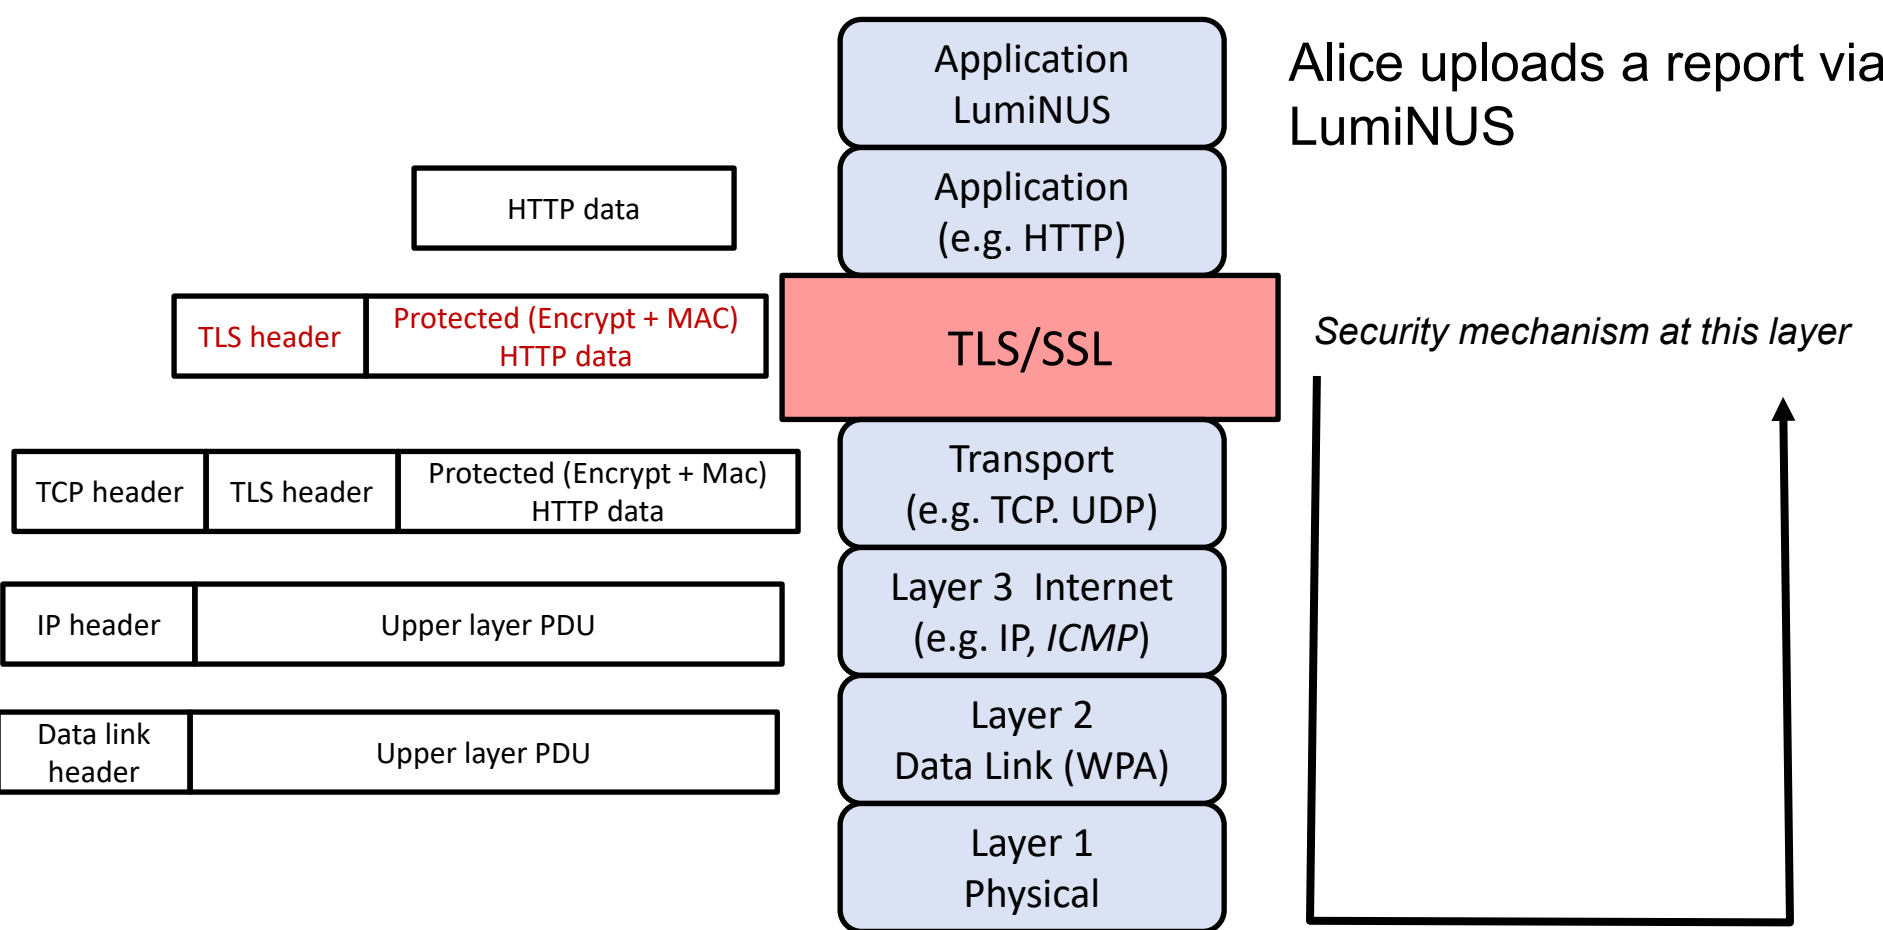 Application
LumiNUS
Alice uploads a report via
LumiNUS
HTTP data
Application
(e.g. HTTP)
TLS header
Protected (Encrypt + MAC)
HTTP data
TLS/SSL
Security mechanism at this layer
TCP header
TLS header
Protected (Encrypt + Mac)
HTTP data
Transport
(e.g. TCP. UDP)
IP header
Upper layer PDU
Layer 3 Internet
(e.g. IP, ICMP)
Data link
header
Upper layer PDU
Layer 2
Data Link (WPA)
Layer 1
Physical